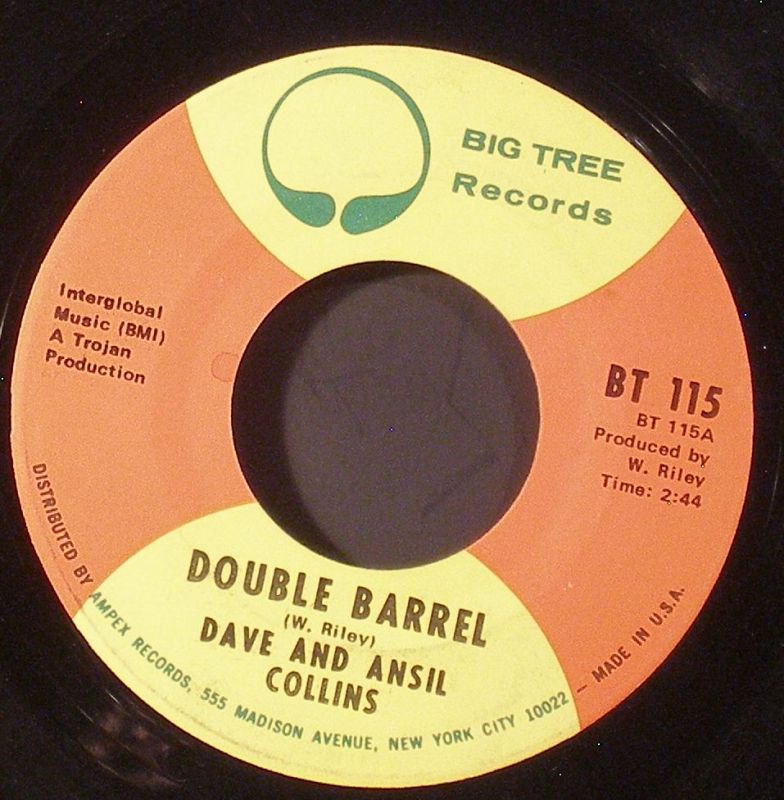 BIG TREE
Records
Interglobal
Music (BMI)
A Trojan
Production
BT 115
BT 115A
Produced by
W. Riley
Time: 2:44
DOUBLE BARREL
(W. Riley)
DAVE AND ANSIL
COLLINS
DISTRIBUTED BY AMPEX RECORDS, 555 MADISON AVENUE, NEW YORK CITY 10022 – MADE IN U.S.A.